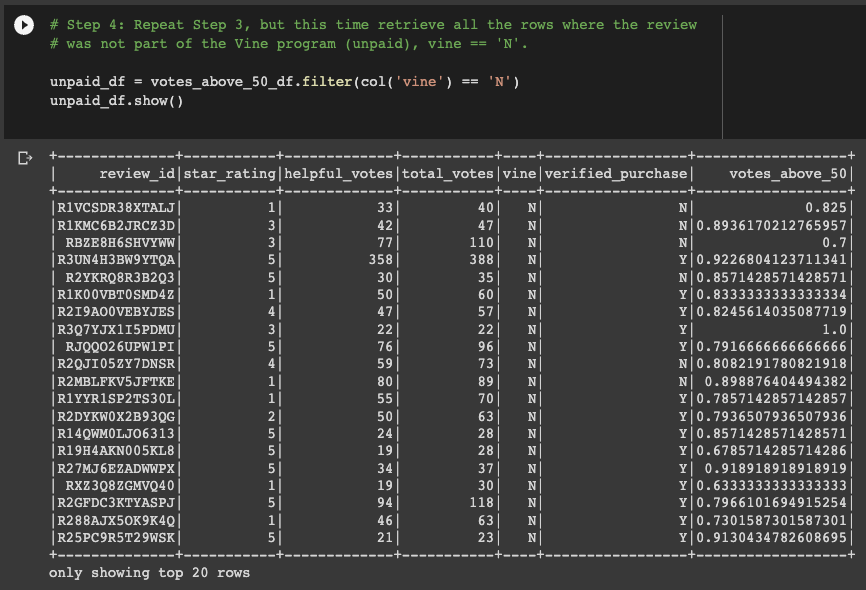 # Step 4: Repeat Step 3, but this time retrieve all the rows where the review
# was not part of the Vine program (unpaid), vine == 'N'.
unpaid_df = votes_above_50_df.filter(col('vine') == 'N')
unpaid_df.show()
+--------------+-----------+-------------+-----------+----+-----------------+------------------+
|     review_id|star_rating|helpful_votes|total_votes|vine|verified_purchase|    votes_above_50|
+--------------+-----------+-------------+-----------+----+-----------------+------------------+
|R1VCSDR38XTALJ|          1|           33|         40|   N|                N|             0.825|
|R1KMC6B2JRCZ3D|          3|           42|         47|   N|                N|0.8936170212765957|
| RBZE8H6SHVYWW|          3|           77|        110|   N|                N|               0.7|
|R3UN4H3BW9YTQA|          5|          358|        388|   N|                Y|0.9226804123711341|
| R2YKRQ8R3B2Q3|          5|           30|         35|   N|                N|0.8571428571428571|
|R1K00VBT0SMD4Z|          1|           50|         60|   N|                Y|0.8333333333333334|
|R2I9AO0VEBYJES|          4|           47|         57|   N|                Y|0.8245614035087719|
|R3Q7YJX1I5PDMU|          3|           22|         22|   N|                Y|               1.0|
| RJQQO26UPW1PI|          5|           76|         96|   N|                Y|0.7916666666666666|
|R2QJI05ZY7DNSR|          4|           59|         73|   N|                N|0.8082191780821918|
|R2MBLFKV5JFTKE|          1|           80|         89|   N|                N| 0.898876404494382|
|R1YYR1SP2TS30L|          1|           55|         70|   N|                Y|0.7857142857142857|
|R2DYKW0X2B93QG|          2|           50|         63|   N|                Y|0.7936507936507936|
|R14QWM0LJO6313|          5|           24|         28|   N|                Y|0.8571428571428571|
|R19H4AKN005KL8|          5|           19|         28|   N|                Y|0.6785714285714286|
|R27MJ6EZADWWPX|          5|           34|         37|   N|                Y| 0.918918918918919|
| RXZ3Q8ZGMVQ40|          1|           19|         30|   N|                Y|0.6333333333333333|
|R2GFDC3KTYASPJ|          5|           94|        118|   N|                Y|0.7966101694915254|
|R288AJX5OK9K4Q|          1|           46|         63|   N|                Y|0.7301587301587301|
|R25PC9R5T29WSK|          5|           21|         23|   N|                Y|0.9130434782608695|
+--------------+-----------+-------------+-----------+----+-----------------+------------------+
only showing top 20 rows